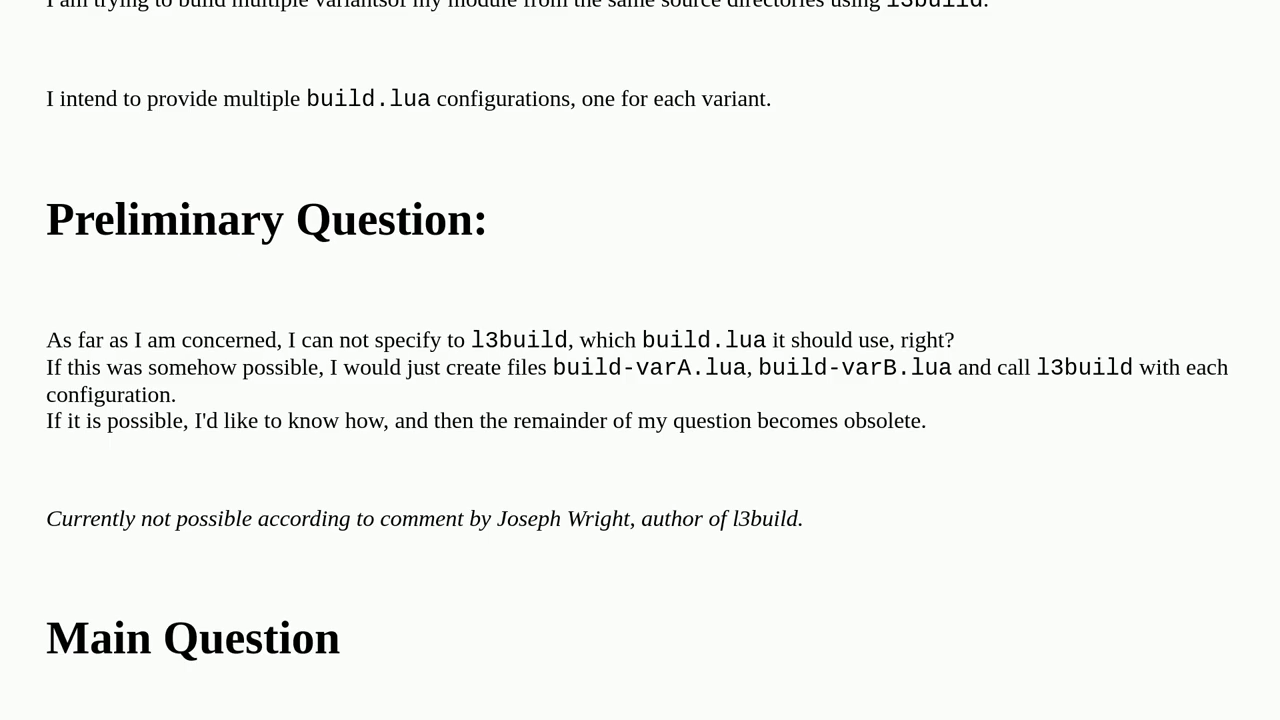 I am trying to build multiple variantsof my module from the same source directories using l3build.
I intend to provide multiple build.lua configurations, one for each variant.
Preliminary Question:
As far as I am concerned, I can not specify to l3build, which build.lua it should use, right?
If this was somehow possible, I would just create files build-varA.lua, build-varB.lua and call l3build with each
configuration.
If it is possible, I'd like to know how, and then the remainder of my question becomes obsolete.
Currently not possible according to comment by Joseph Wright, author of l3build.
Main Question